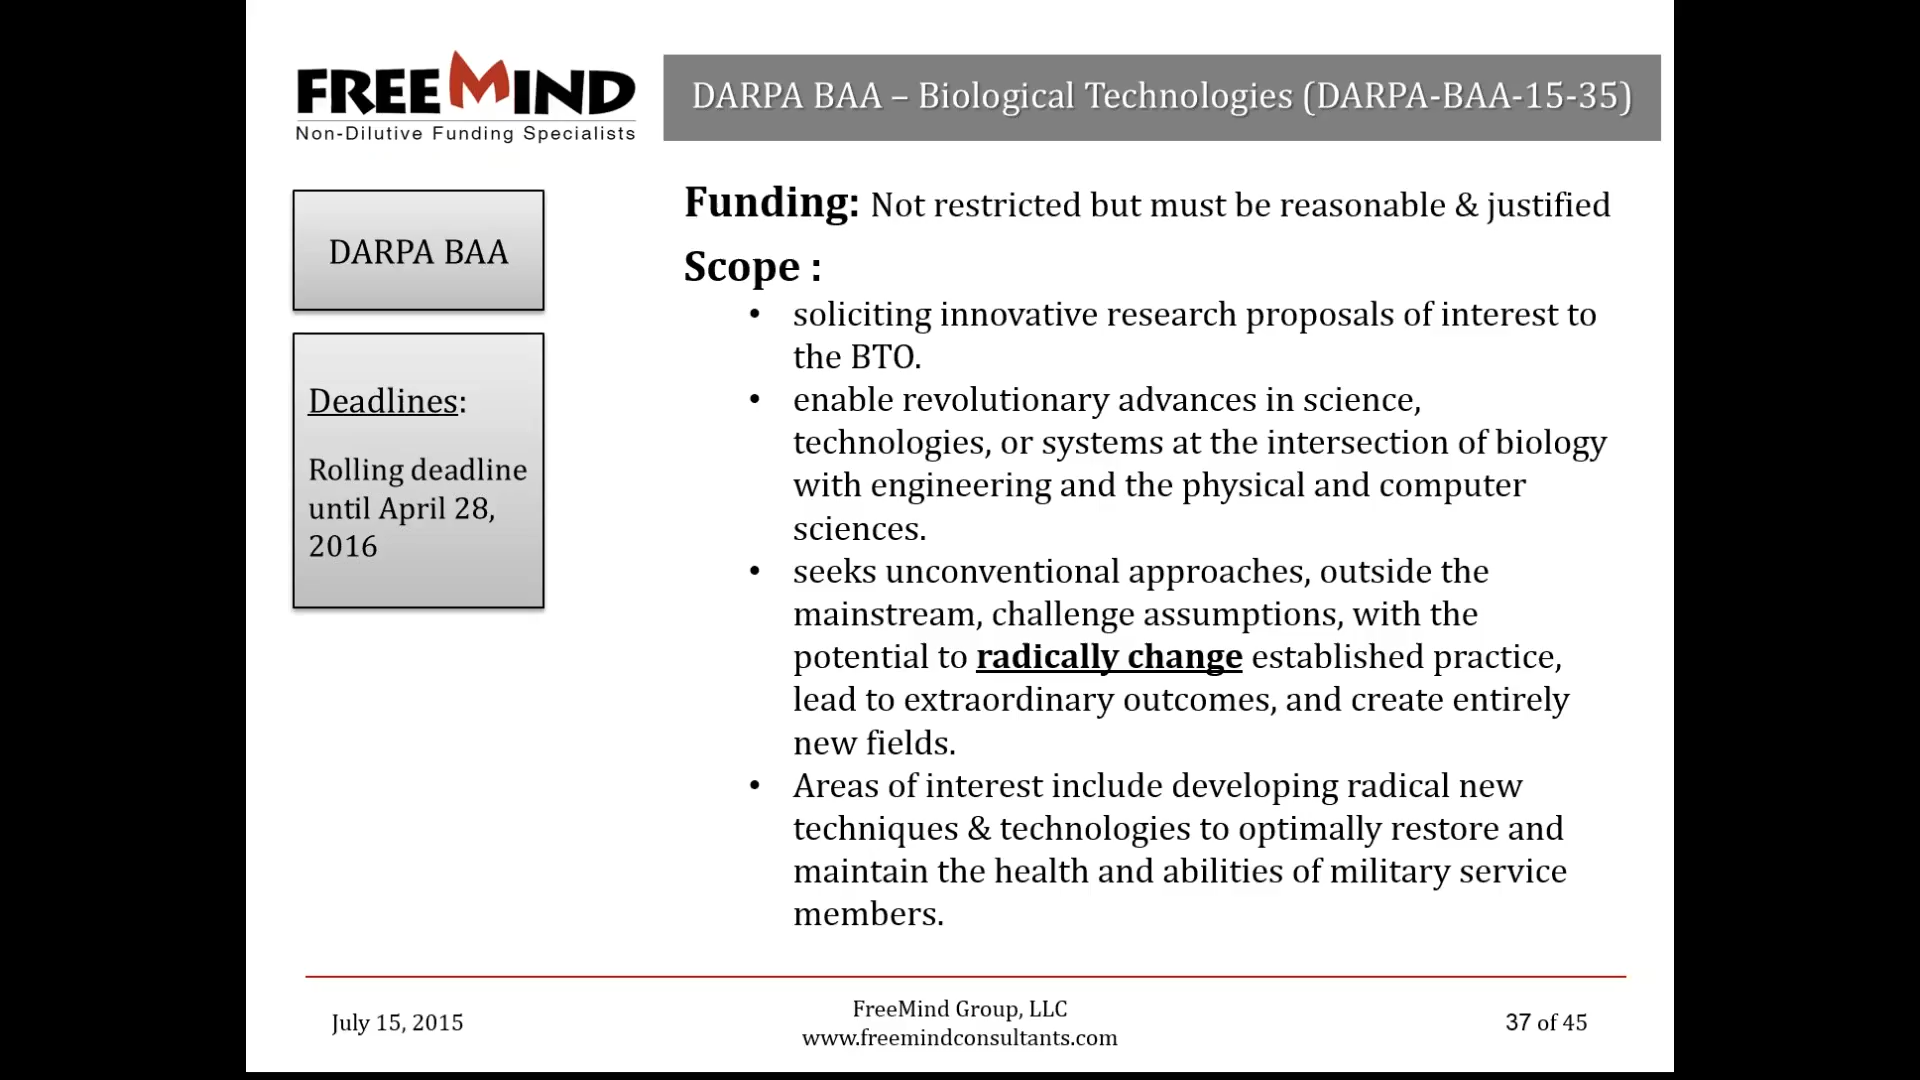 FREEMIND
Non-Dilutive Funding Specialists
DARPA BAA – Biological Technologies (DARPA-BAA-15-35)
DARPA BAA
Deadlines:
Rolling deadline
until April 28,
2016
Funding: Not restricted but must be reasonable & justified
Scope :
• soliciting innovative research proposals of interest to
the BTO.
• enable revolutionary advances in science,
technologies, or systems at the intersection of biology
with engineering and the physical and computer
sciences.
• seeks unconventional approaches, outside the
mainstream, challenge assumptions, with the
potential to radically change established practice,
lead to extraordinary outcomes, and create entirely
new fields.
• Areas of interest include developing radical new
techniques & technologies to optimally restore and
maintain the health and abilities of military service
members.
July 15, 2015
FreeMind Group, LLC
www.freemindconsultants.com
37 of 45